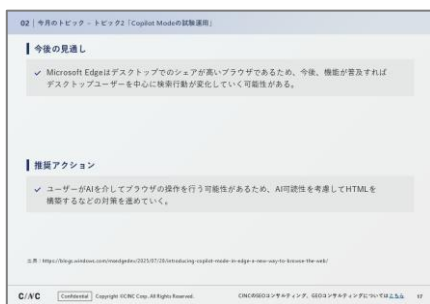 02 | 今月のトピック - トピック2「Copilot Modeの試験運用」
今後の見通し
✓ Microsoft Edgeはデスクトップでのシェアが高いブラウザであるため、今後、機能が普及すれば
デスクトップユーザーを中心に検索行動が変化していく可能性がある。
推奨アクション
✓ ユーザーがAIを介してブラウザの操作を行う可能性があるため、AI可読性を考慮してHTMLを
構築するなどの対策を進めていく。
出典：https://blogs.windows.com/msedgedev/2025/07/28/introducing-copilot-mode-in-edge-a-new-way-to-browse-the-web/
CINC Confidential Copyright ©CINC Corp. All Rights Reserved. CINCのSEOコンサルティング、GEOコンサルティングについてはこちら